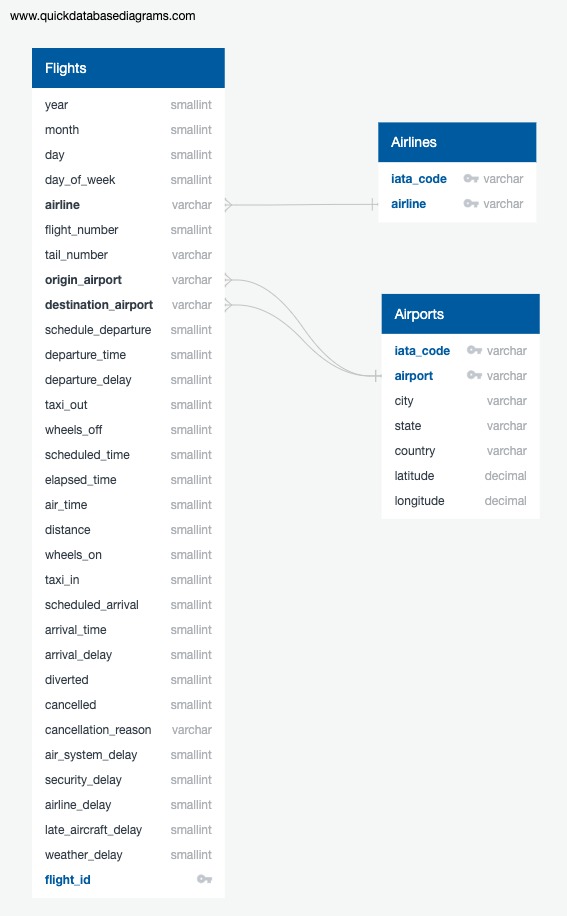 www.quickdatabasediagrams.com
Flights
year smallint
month smallint
day smallint
day_of_week smallint
airline varchar
flight_number smallint
tail_number varchar
origin_airport varchar
destination_airport varchar
schedule_departure smallint
departure_time smallint
departure_delay smallint
taxi_out smallint
wheels_off smallint
scheduled_time smallint
elapsed_time smallint
air_time smallint
distance smallint
wheels_on smallint
taxi_in smallint
scheduled_arrival smallint
arrival_time smallint
arrival_delay smallint
diverted smallint
cancelled smallint
cancellation_reason varchar
air_system_delay smallint
security_delay smallint
airline_delay smallint
late_aircraft_delay smallint
weather_delay smallint
flight_id
Airlines
iata_code varchar
airline varchar
Airports
iata_code varchar
airport varchar
city varchar
state varchar
country varchar
latitude decimal
longitude decimal